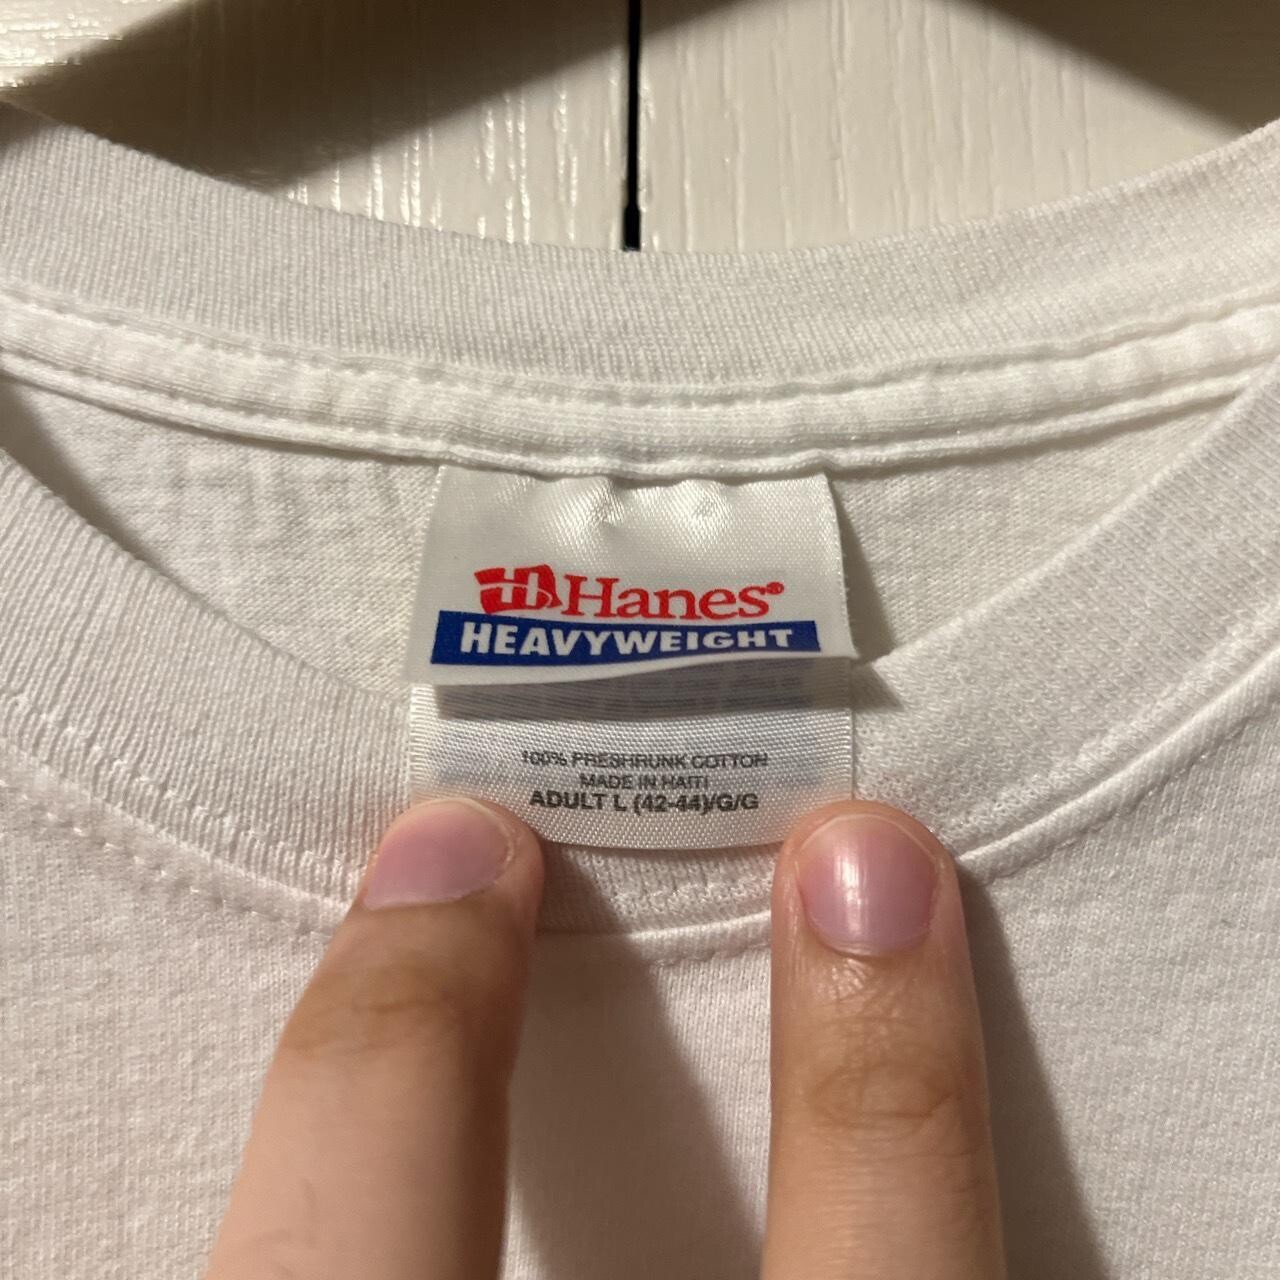 Hanes®
HEAVYWEIGHT
100% PRESHRUNK COTTON
MADE IN HAITI
ADULT L (42-44)/G/G